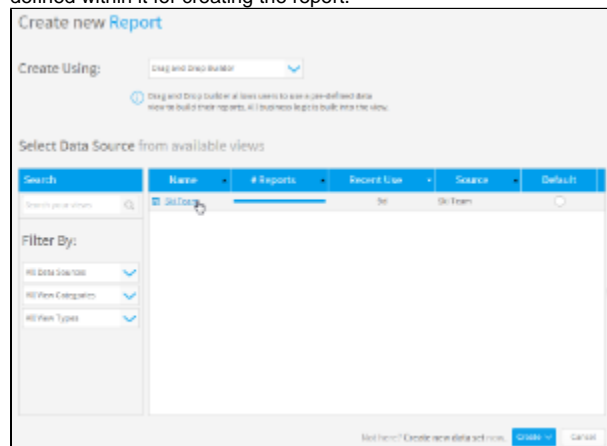 defined within it for creating the report.
Create new Report
Create Using:
Drag and Drop Builder
Drag and Drop Builder allows users to use a pre-defined data
view to build their reports. All business logic is built into the view.
Select Data Source from available views
Search
Name # Reports Recent Use Source Default
Search your views
Ski Team
Ski Team
Filter By:
All Data Sources
All View Categories
All View Types
Not here? Create new data set now.
Create
Cancel